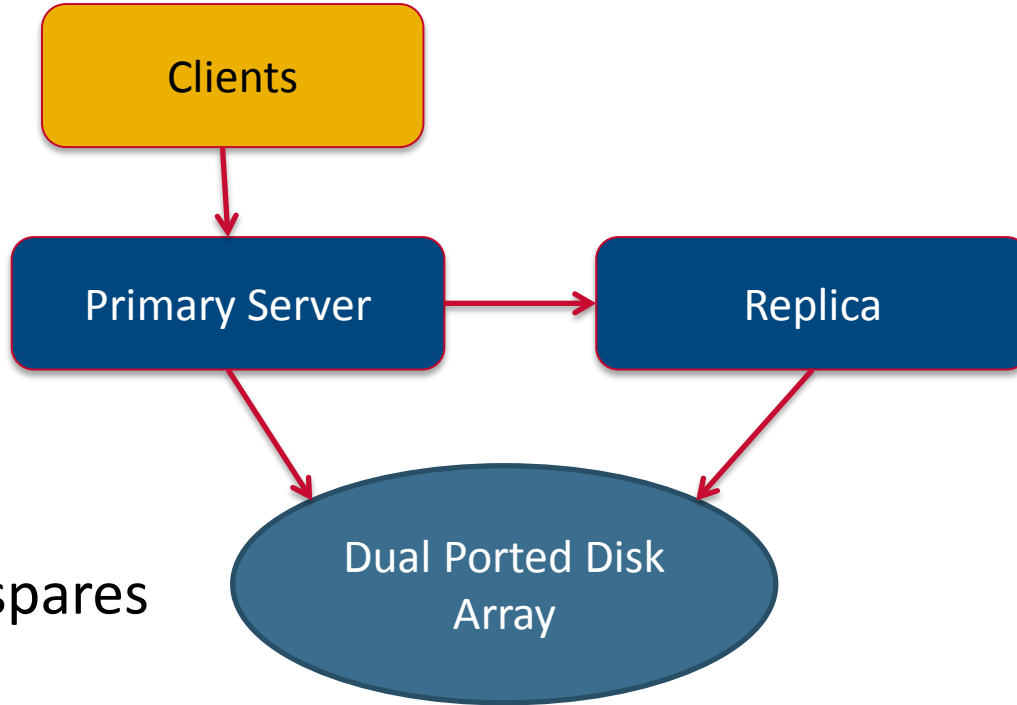 Clients
Primary Server
Replica
Dual Ported Disk
Array
spares